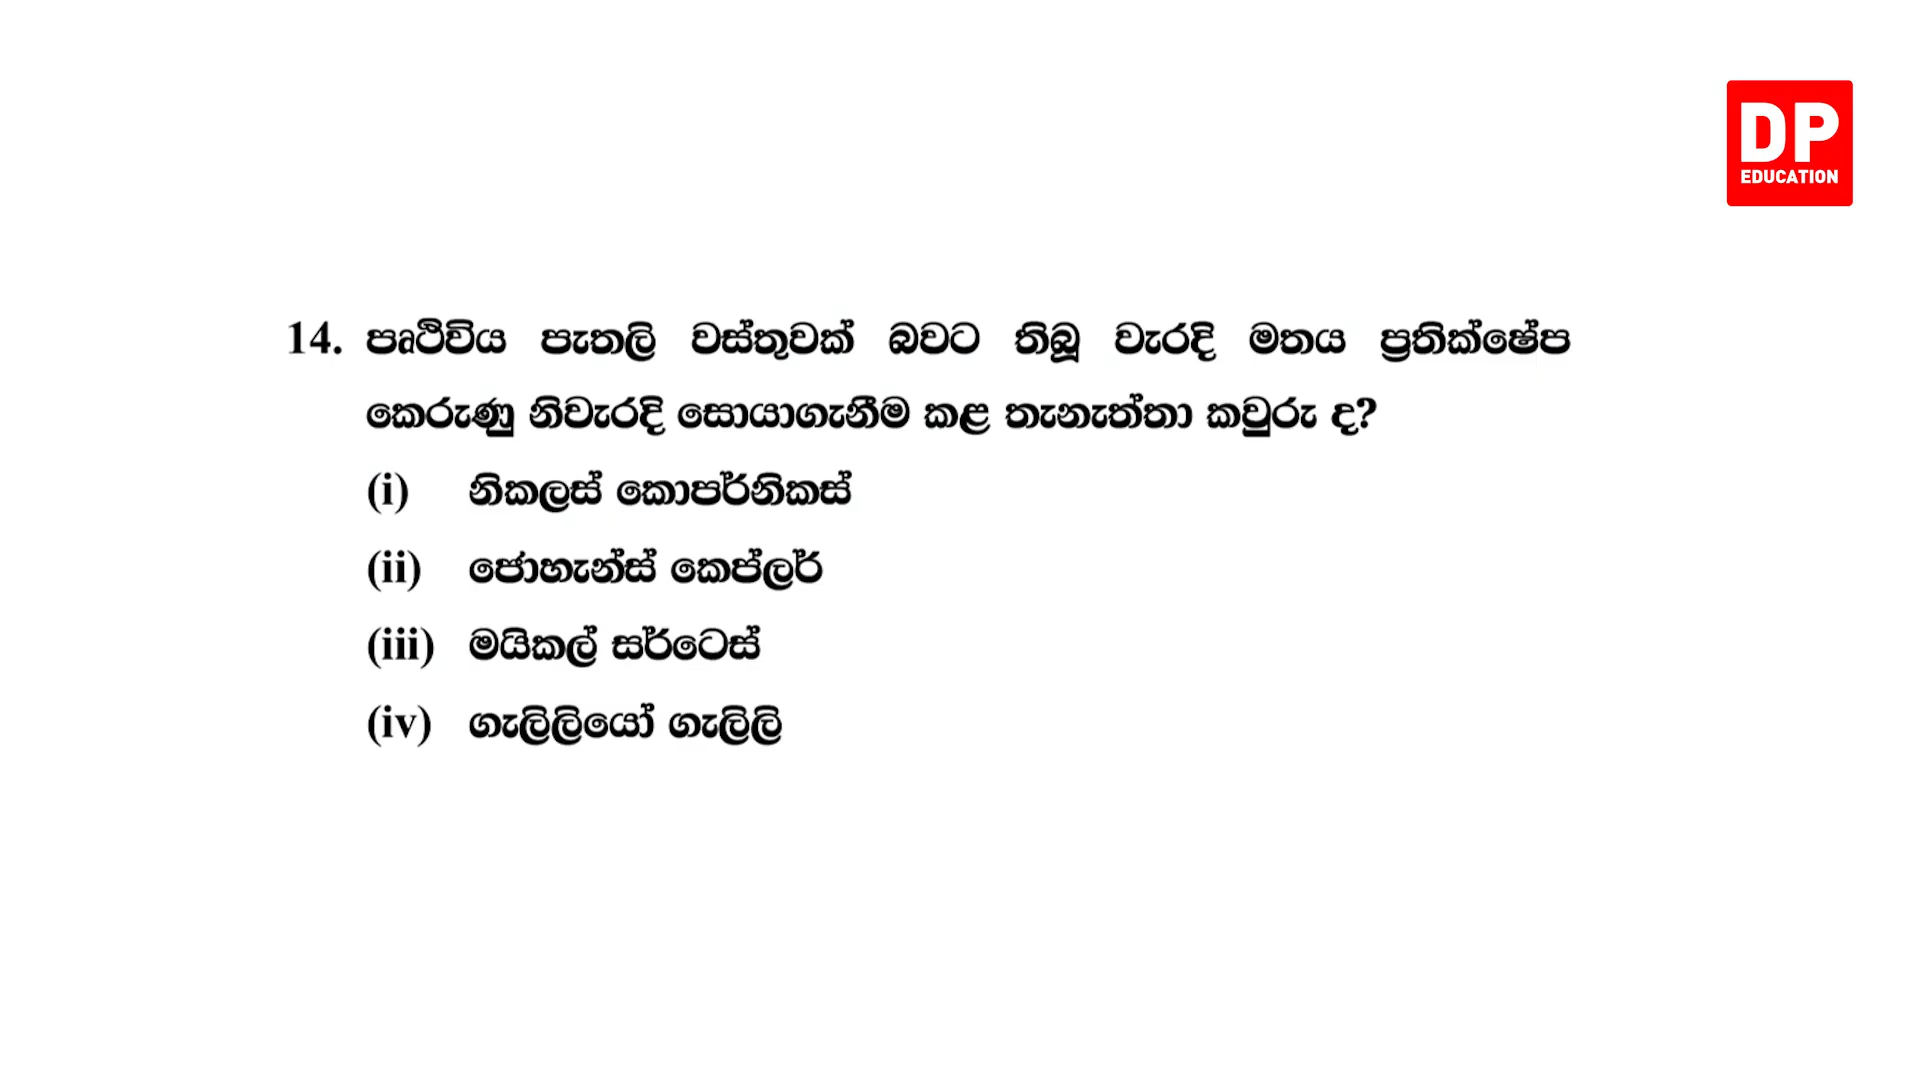 DP
EDUCATION
14. පෘථිවිය පැතලි වස්තුවක් බවට තිබූ වැරදි මතය ප්‍රතික්ෂේප
කෙරුණු නිවැරදි සොයාගැනීම කළ තැනැත්තා කවුරු ද?
(i) නිකලස් කොපර්නිකස්
(ii) ජොහැන්ස් කෙප්ලර්
(iii) මයිකල් සර්ටෙස්
(iv) ගැලිලියෝ ගැලිලි